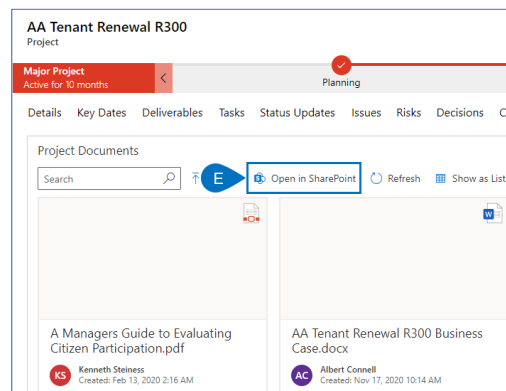 AA Tenant Renewal R300
Project
Major Project
Active for 10 months
Planning
Details Key Dates Deliverables Tasks Status Updates Issues Risks Decisions C
Project Documents
Search E Open in SharePoint Refresh Show as List
A Managers Guide to Evaluating
Citizen Participation.pdf
KS Kenneth Steiness
Created: Feb 13, 2020 2:16 AM
AA Tenant Renewal R300 Business
Case.docx
AC Albert Connell
Created: Nov 17, 2020 10:14 AM